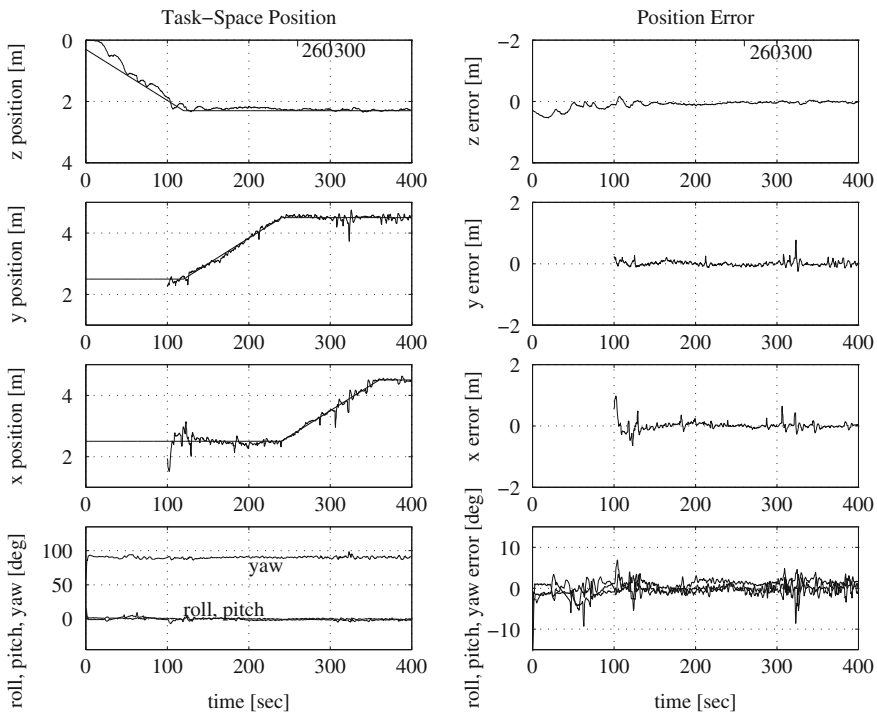 Task−Space Position
Position Error
z position [m]
0
2
4
260300
0 100 200 300 400
z error [m]
−2
0
2
260300
0 100 200 300 400
y position [m]
4
2
0 100 200 300 400
y error [m]
2
0
−2
0 100 200 300 400
x position [m]
4
2
0 100 200 300 400
x error [m]
2
0
−2
0 100 200 300 400
roll, pitch, yaw [deg]
100
50
0
yaw
roll, pitch
0 100 200 300 400
time [sec]
roll, pitch, yaw error [deg]
10
0
−10
0 100 200 300 400
time [sec]